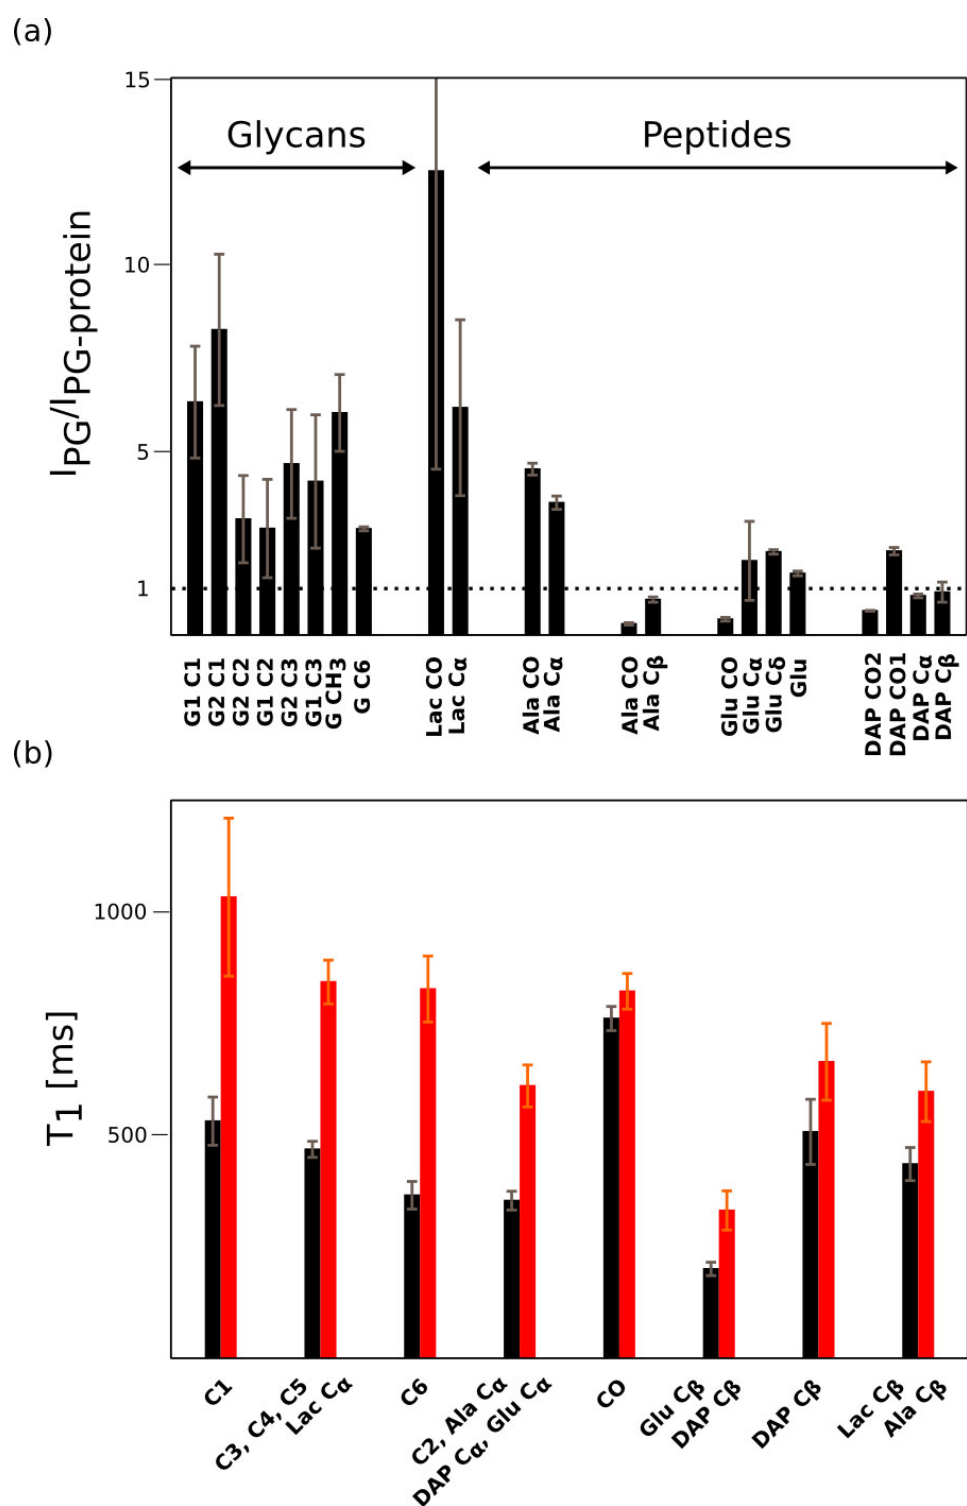 (a)
15
Glycans
Peptides
10
5
1
I_PG/I_PG-protein
G1 C1
G2 C1
G2 C2
G1 C2
G2 C3
G1 C3
G CH3
G C6
Lac CO
Lac Cα
Ala CO
Ala Cα
Ala CO
Ala Cβ
Glu CO
Glu Cα
Glu Cδ
Glu
DAP CO2
DAP CO1
DAP Cα
DAP Cβ
(b)
1000
500
T1 [ms]
C1
C3, C4, C5
Lac Cα
C6
C2, Ala Cα
DAP Cα, Glu Cα
CO
Glu Cβ
DAP Cβ
DAP Cβ
Lac Cβ
Ala Cβ